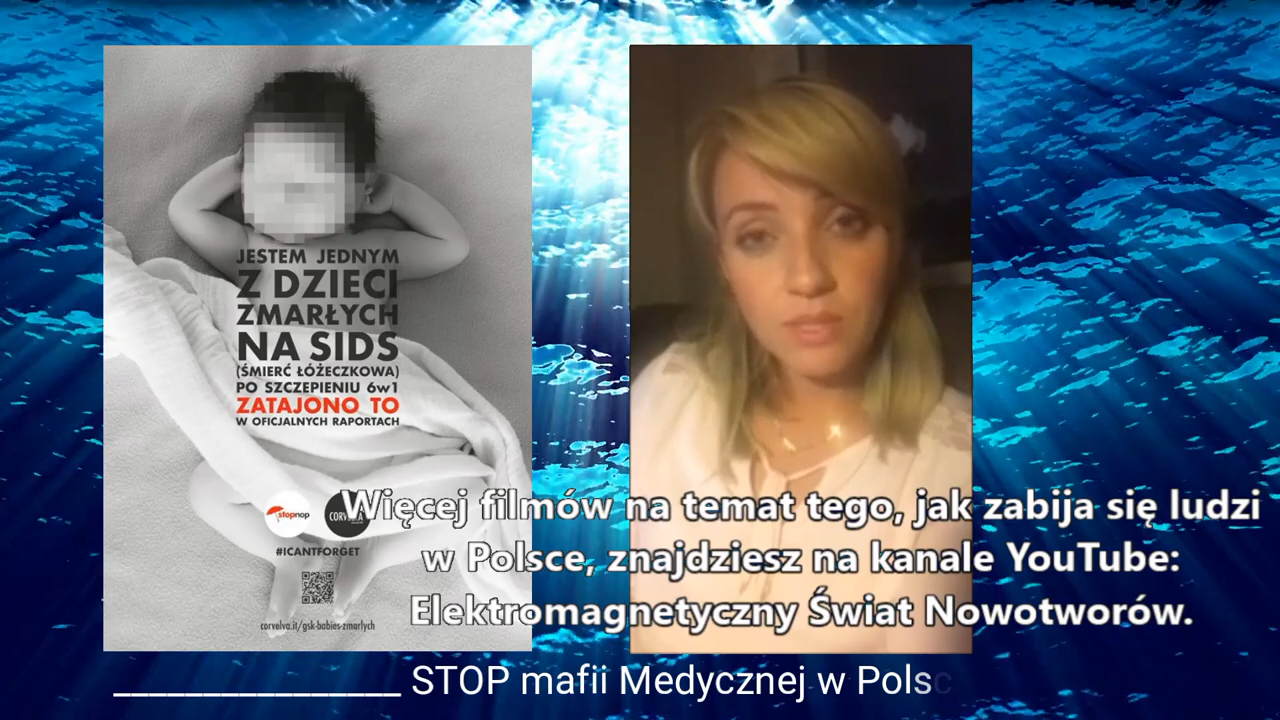 JESTEM JEDNYM
Z DZIECI
ZMARŁYCH
NA SIDS
(ŚMIERĆ ŁÓŻECZKOWA)
PO SZCZEPIENIU 6w1
ZATAJONO TO
W OFICJALNYCH RAPORTACH
stopnop
CORVELVA
#ICANTFORGET
corvelva.it/gsk-babies-zmarlych
Więcej filmów na temat tego, jak zabija się ludzi
w Polsce, znajdziesz na kanale YouTube:
Elektromagnetyczny Świat Nowotworów.
________________ STOP mafii Medycznej w Polsc